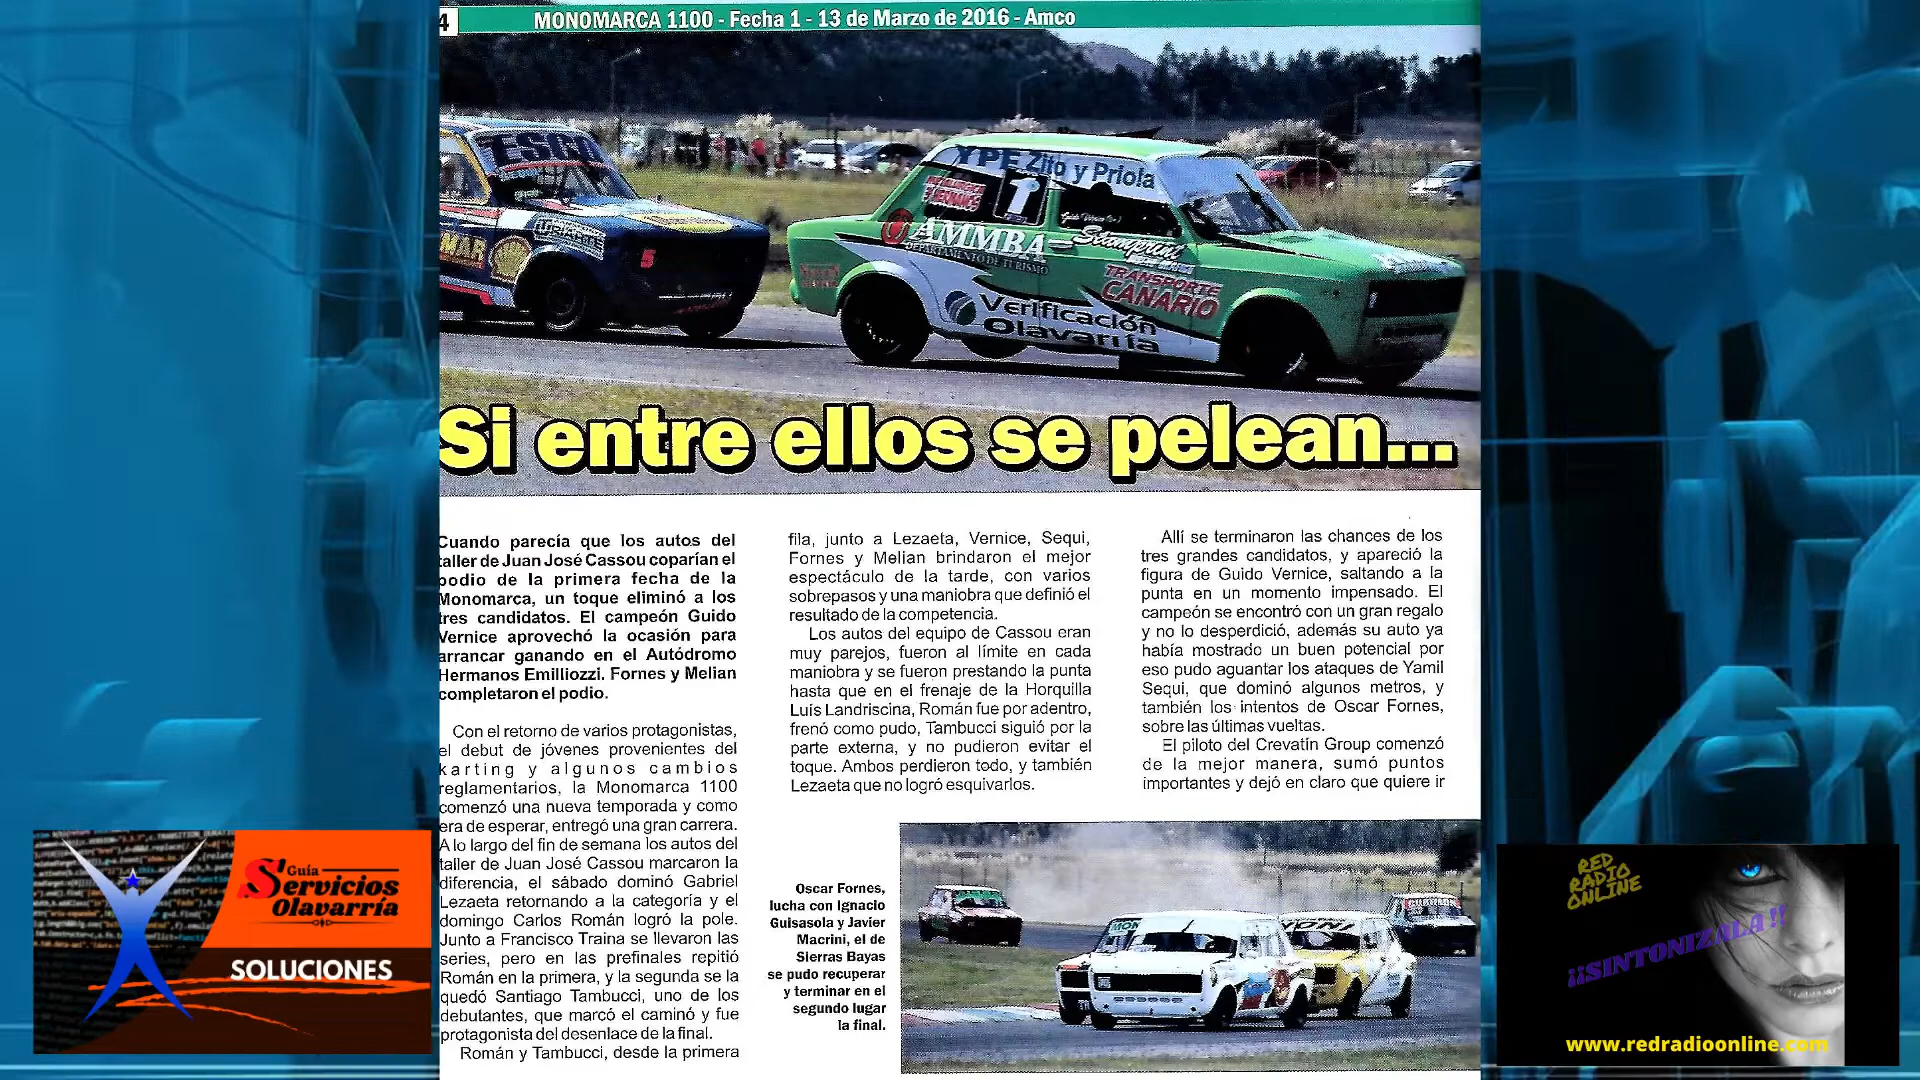 4
MONOMARCA 1100 - Fecha 1 - 13 de Marzo de 2016 - Amco
YPF Zito y Priola
1
AMMBA
DEPARTAMENTO DE TURISMO
Stamprint
TRANSPORTE
CANARIO
Verificación
Olavarría
5
Si entre ellos se pelean...
Cuando parecía que los autos del
taller de Juan José Cassou coparían el
podio de la primera fecha de la
Monomarca, un toque eliminó a los
tres candidatos. El campeón Guido
Vernice aprovechó la ocasión para
arrancar ganando en el Autódromo
Hermanos Emilliozzi. Fornes y Melian
completaron el podio.
Con el retorno de varios protagonistas,
el debut de jóvenes provenientes del
karting y algunos cambios
reglamentarios, la Monomarca 1100
comenzó una nueva temporada y como
era de esperar, entregó una gran carrera.
A lo largo del fin de semana los autos del
taller de Juan José Cassou marcaron la
diferencia, el sábado dominó Gabriel
Lezaeta retornando a la categoría y el
domingo Carlos Román logró la pole.
Junto a Francisco Traina se llevaron las
series, pero en las prefinales repitió
Román en la primera, y la segunda se la
quedó Santiago Tambucci, uno de los
debutantes, que marcó el caminó y fue
protagonista del desenlace de la final.
Román y Tambucci, desde la primera
fila, junto a Lezaeta, Vernice, Sequi,
Fornes y Melian brindaron el mejor
espectáculo de la tarde, con varios
sobrepasos y una maniobra que definió el
resultado de la competencia.
Los autos del equipo de Cassou eran
muy parejos, fueron al límite en cada
maniobra y se fueron prestando la punta
hasta que en el frenaje de la Horquilla
Luis Landriscina, Román fue por adentro,
frenó como pudo, Tambucci siguió por la
parte externa, y no pudieron evitar el
toque. Ambos perdieron todo, y también
Lezaeta que no logró esquivarlos.
Allí se terminaron las chances de los
tres grandes candidatos, y apareció la
figura de Guido Vernice, saltando a la
punta en un momento impensado. El
campeón se encontró con un gran regalo
y no lo desperdició, además su auto ya
había mostrado un buen potencial por
eso pudo aguantar los ataques de Yamil
Sequi, que dominó algunos metros, y
también los intentos de Oscar Fornes,
sobre las últimas vueltas.
El piloto del Crevatín Group comenzó
de la mejor manera, sumó puntos
importantes y dejó en claro que quiere ir
Oscar Fornes,
lucha con Ignacio
Guisasola y Javier
Macrini, el de
Sierras Bayas
se pudo recuperar
y terminar en el
segundo lugar
la final.
Guía
Servicios
Olavarría
SOLUCIONES
RED
RADIO
ONLINE
¡¡SINTONIZALA!!
www.redradioonline.com